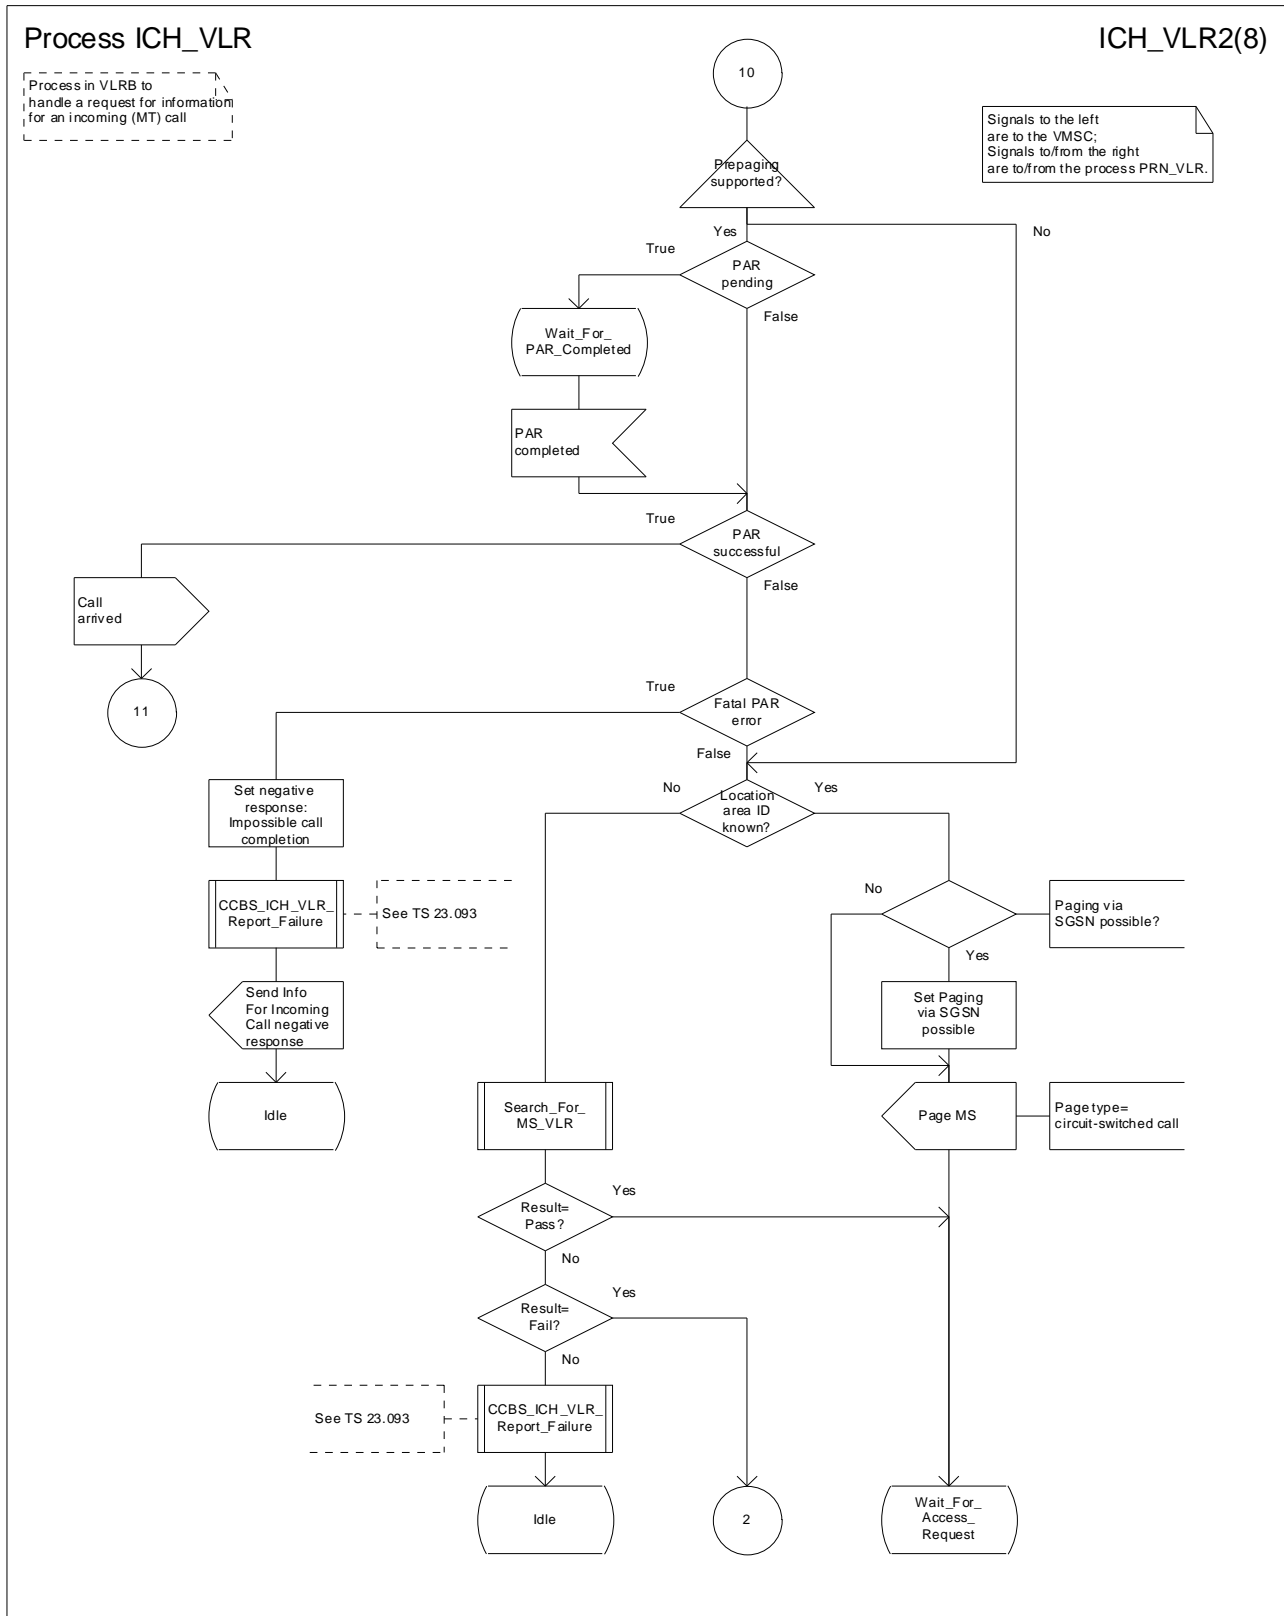 Process ICH_VLR
ICH_VLR2(8)
Process in VLRB to
handle a request for information
for an incoming (MT) call
10
Signals to the left
are to the VMSC;
Signals to/from the right
are to/from the process PRN_VLR.
Prepaging
supported?
Yes
No
True
PAR
pending
False
Wait_For_
PAR_Completed
PAR
completed
True
PAR
successful
False
Call
arrived
11
True
Fatal PAR
error
False
No
Location
area ID
known?
Yes
Set negative
response:
Impossible call
completion
CCBS_ICH_VLR_
Report_Failure
See TS 23.093
No
Paging via
SGSN possible?
Yes
Send Info
For Incoming
Call negative
response
Set Paging
via SGSN
possible
Idle
Search_For_
MS_VLR
Page MS
Page type=
circuit-switched call
Result=
Pass?
Yes
No
Result=
Fail?
Yes
No
See TS 23.093
CCBS_ICH_VLR_
Report_Failure
Idle
2
Wait_For_
Access_
Request